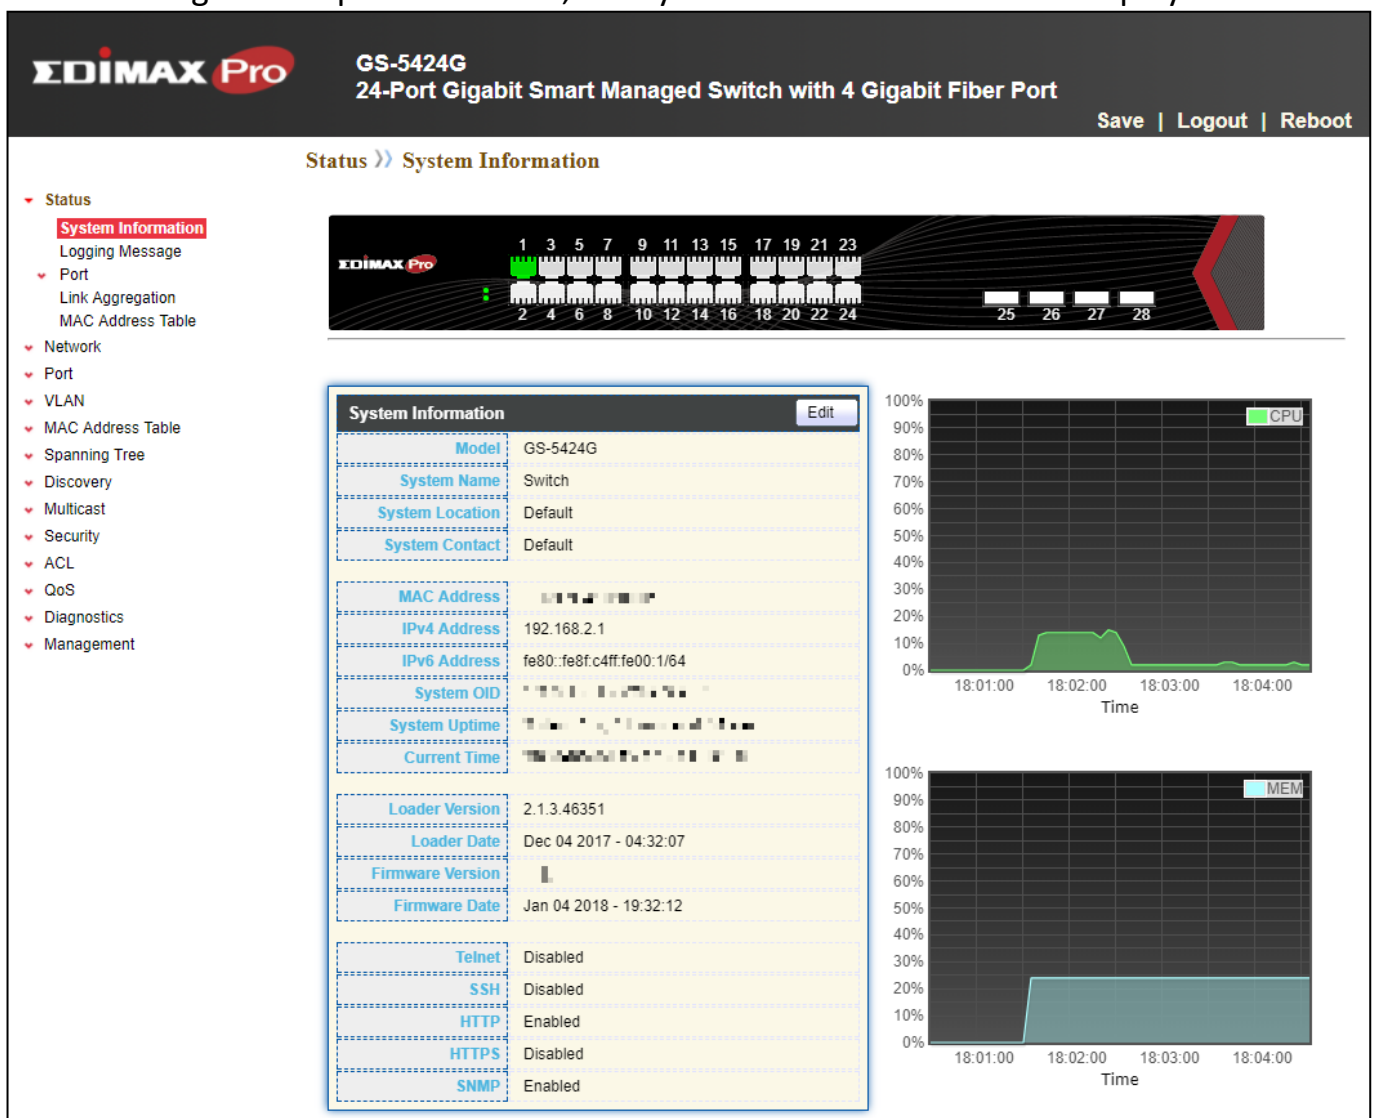 EDIMAX Pro
GS-5424G
24-Port Gigabit Smart Managed Switch with 4 Gigabit Fiber Port
Save | Logout | Reboot
Status » System Information
Status
System Information
Logging Message
Port
Link Aggregation
MAC Address Table
Network
Port
VLAN
MAC Address Table
Spanning Tree
Discovery
Multicast
Security
ACL
QoS
Diagnostics
Management
EDIMAX Pro
1 3 5 7 9 11 13 15 17 19 21 23
2 4 6 8 10 12 14 16 18 20 22 24 25 26 27 28
System Information Edit
Model GS-5424G
System Name Switch
System Location Default
System Contact Default
MAC Address
IPv4 Address 192.168.2.1
IPv6 Address fe80::fe8f:c4ff:fe00:1/64
System OID
System Uptime
Current Time
Loader Version 2.1.3.46351
Loader Date Dec 04 2017 - 04:32:07
Firmware Version
Firmware Date Jan 04 2018 - 19:32:12
Telnet Disabled
SSH Disabled
HTTP Enabled
HTTPS Disabled
SNMP Enabled
CPU
100%
90%
80%
70%
60%
50%
40%
30%
20%
10%
0%
18:01:00 18:02:00 18:03:00 18:04:00
Time
MEM
100%
90%
80%
70%
60%
50%
40%
30%
20%
10%
0%
18:01:00 18:02:00 18:03:00 18:04:00
Time